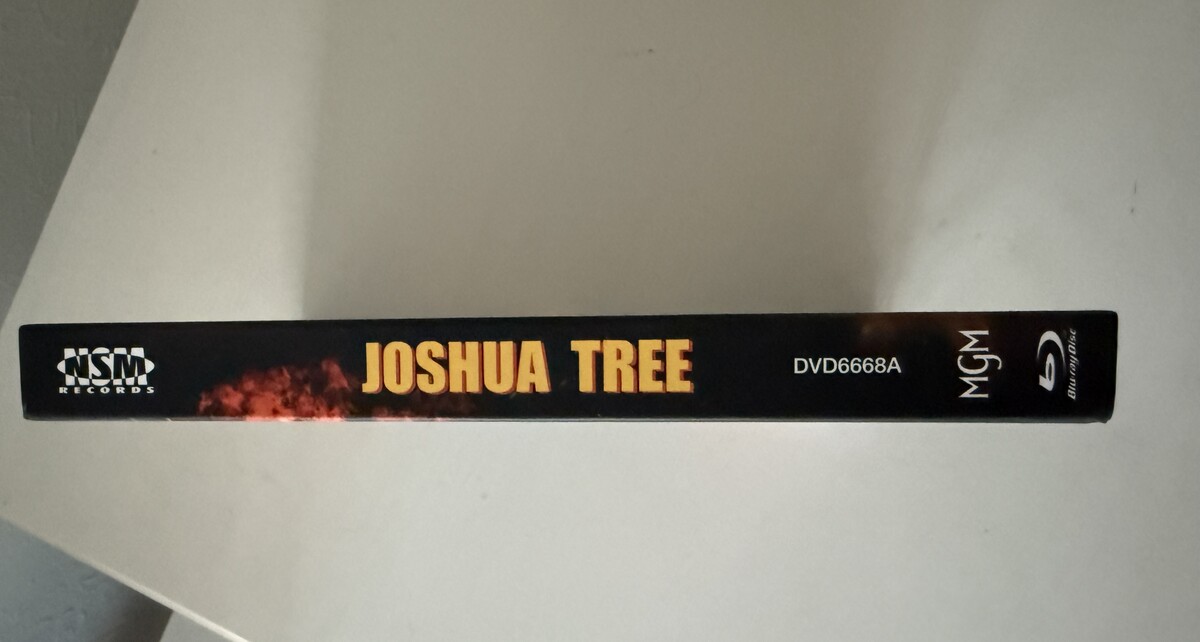 NSM
RECORDS
JOSHUA TREE
DVD6668A
MGM
Blu-ray Disc